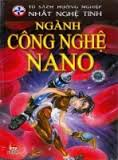 TỦ SÁCH HƯỚNG NGHIỆP
NHẤT NGHỆ TINH
NGÀNH
CÔNG NGHỆ
NANO